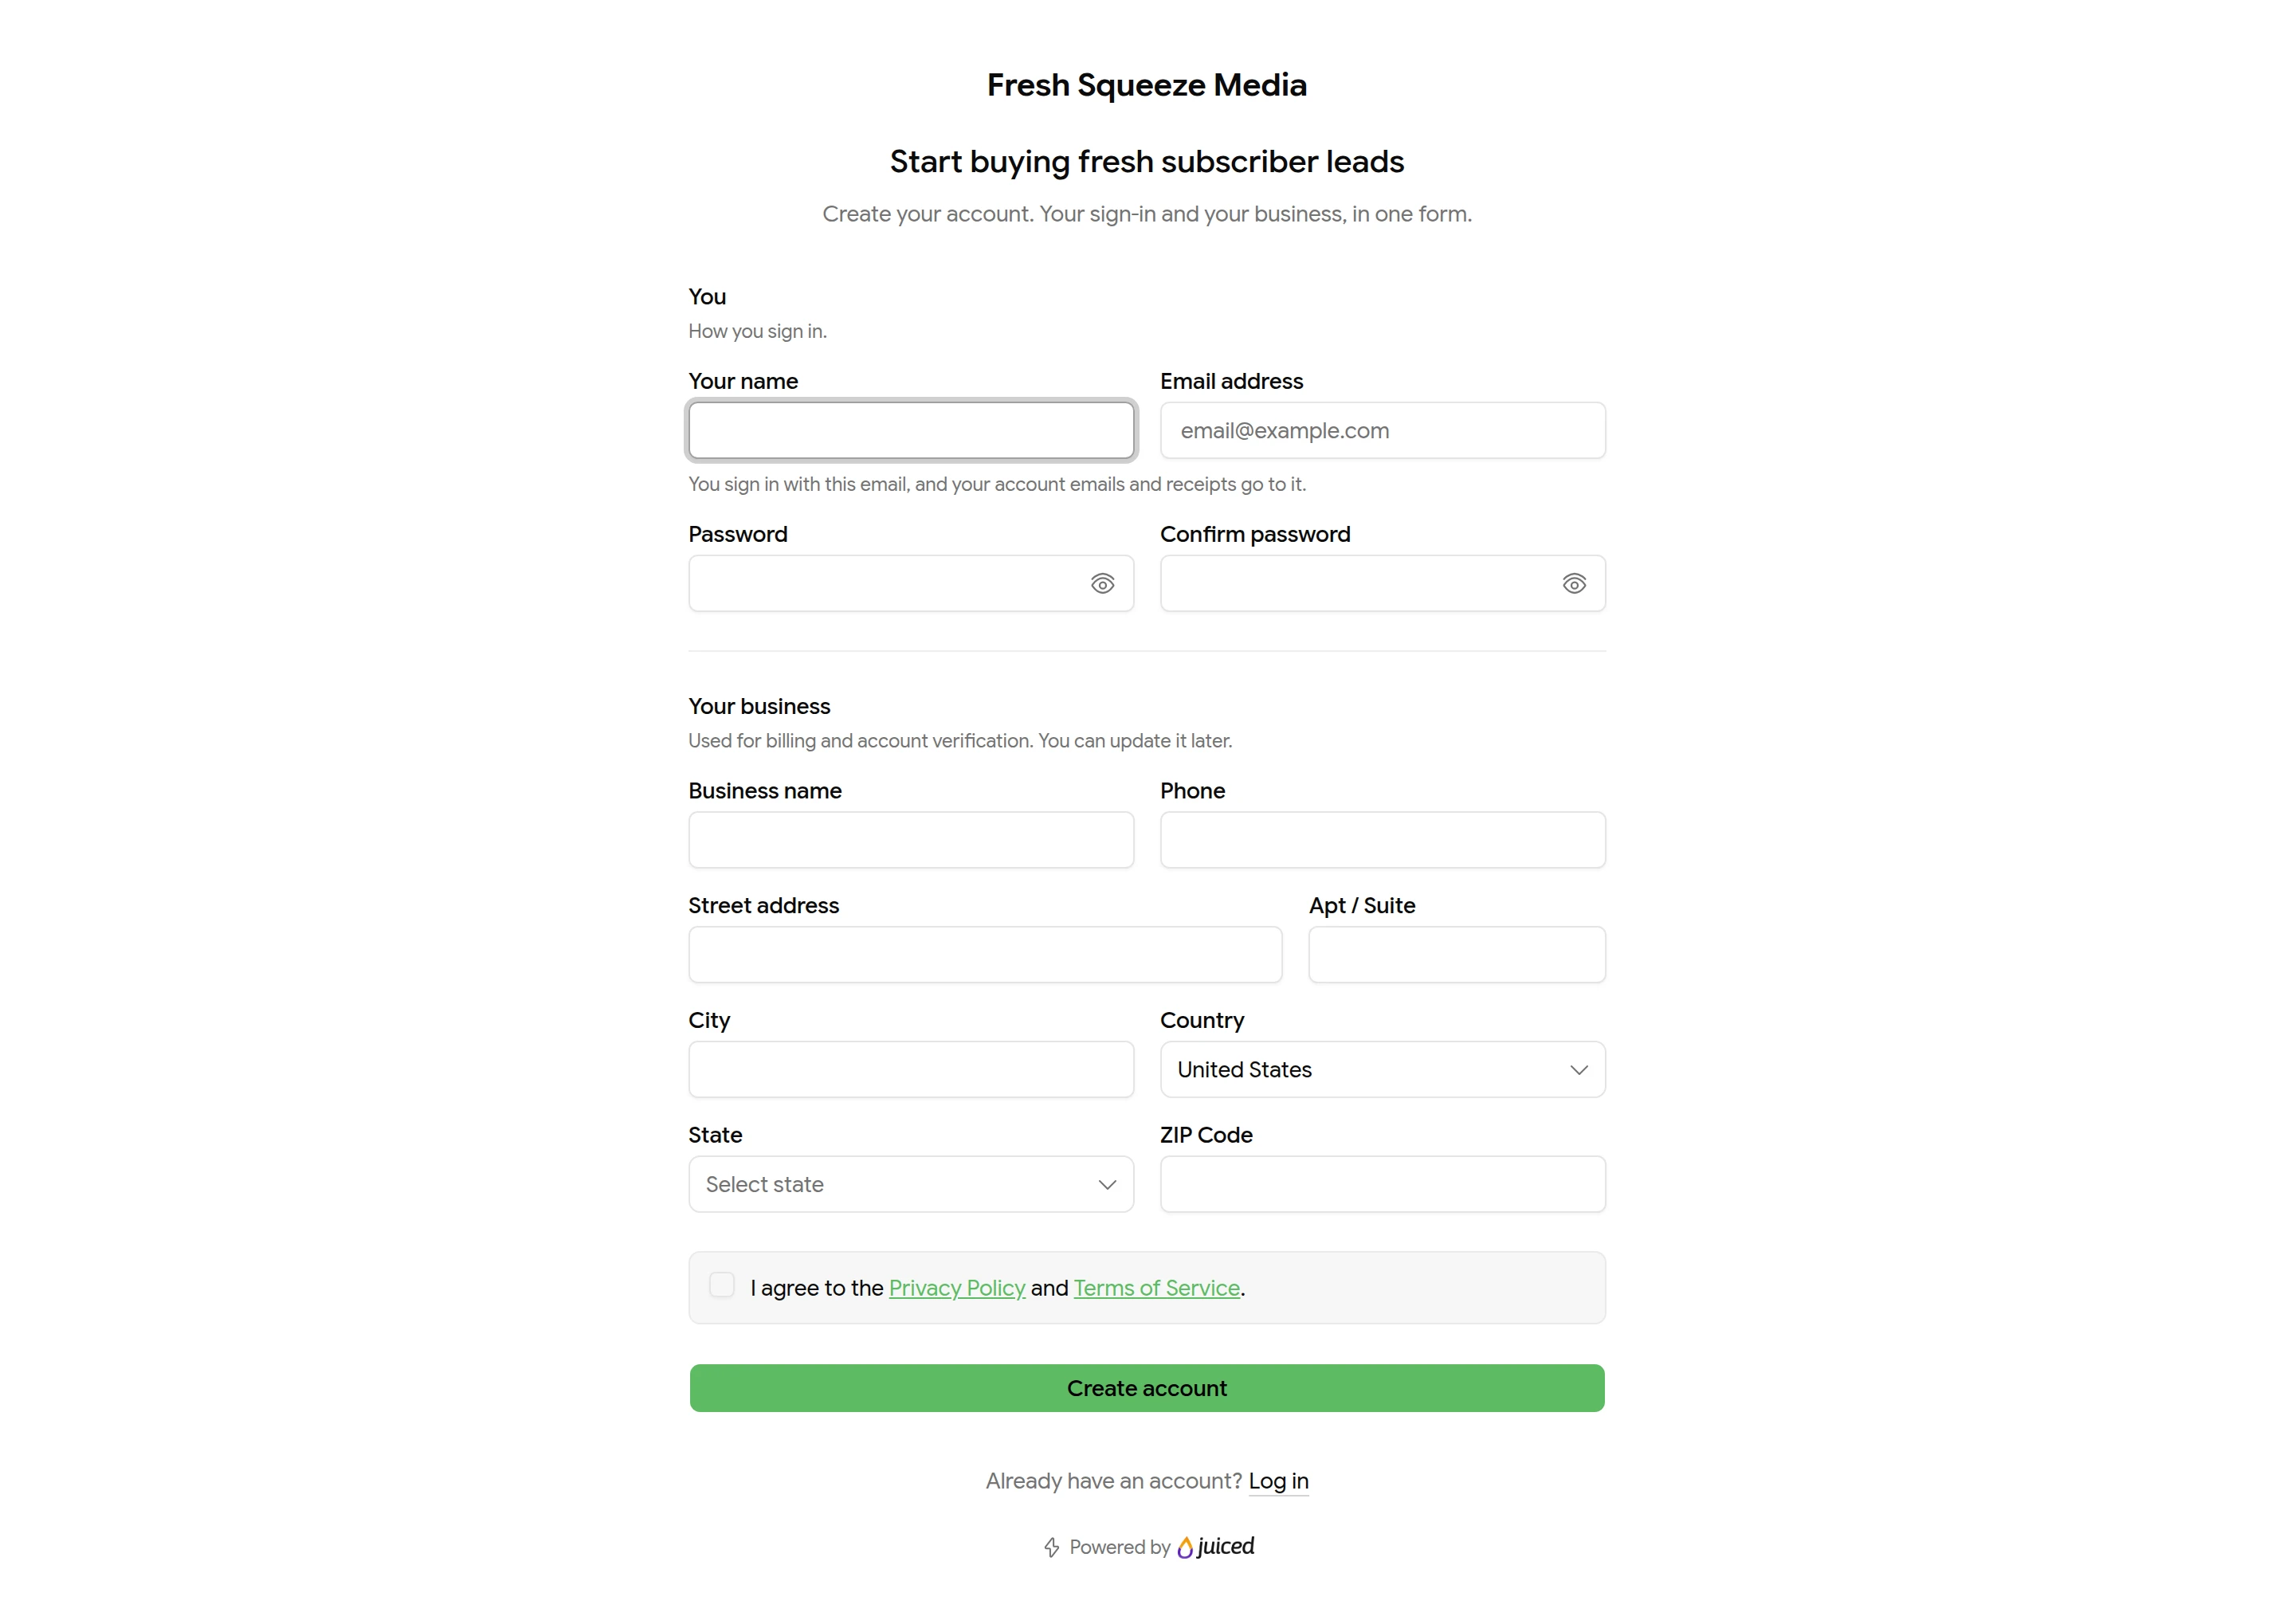 Fresh Squeeze Media
Start buying fresh subscriber leads
Create your account. Your sign-in and your business, in one form.
You
How you sign in.
Your name
Email address
email@example.com
You sign in with this email, and your account emails and receipts go to it.
Password
Confirm password
Your business
Used for billing and account verification. You can update it later.
Business name
Phone
Street address
Apt / Suite
City
Country
United States
State
ZIP Code
Select state
I agree to the Privacy Policy and Terms of Service.
Create account
Already have an account? Log in
Powered by juiced